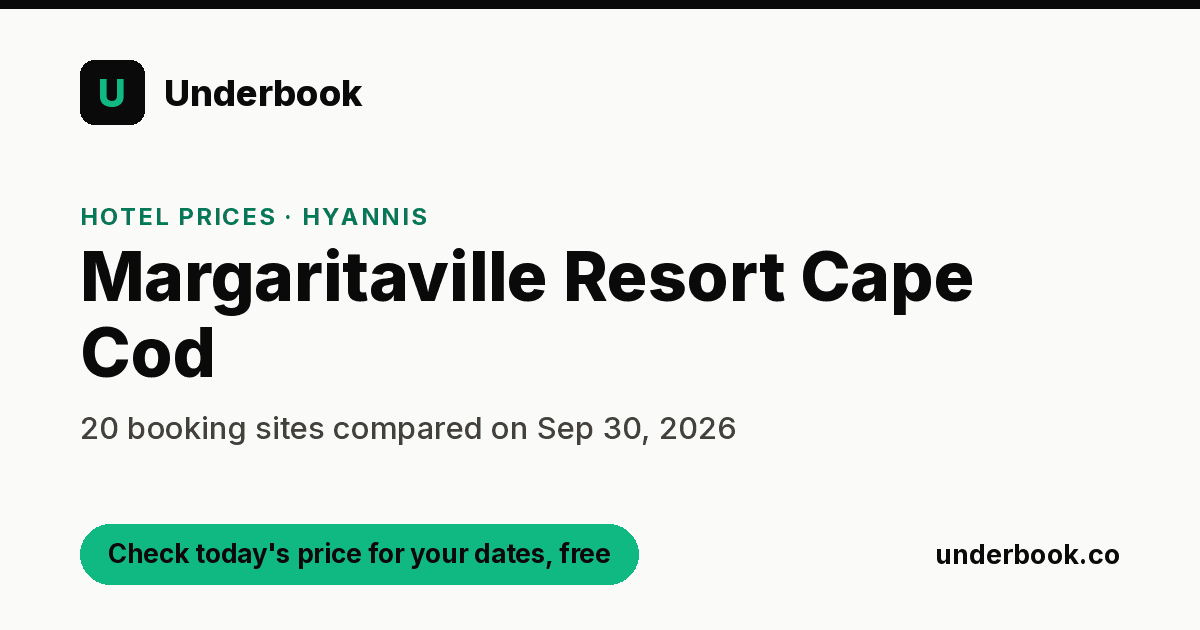 U Underbook
HOTEL PRICES · HYANNIS
Margaritaville Resort Cape
Cod
20 booking sites compared on Sep 30, 2026
Check today's price for your dates, free
underbook.co